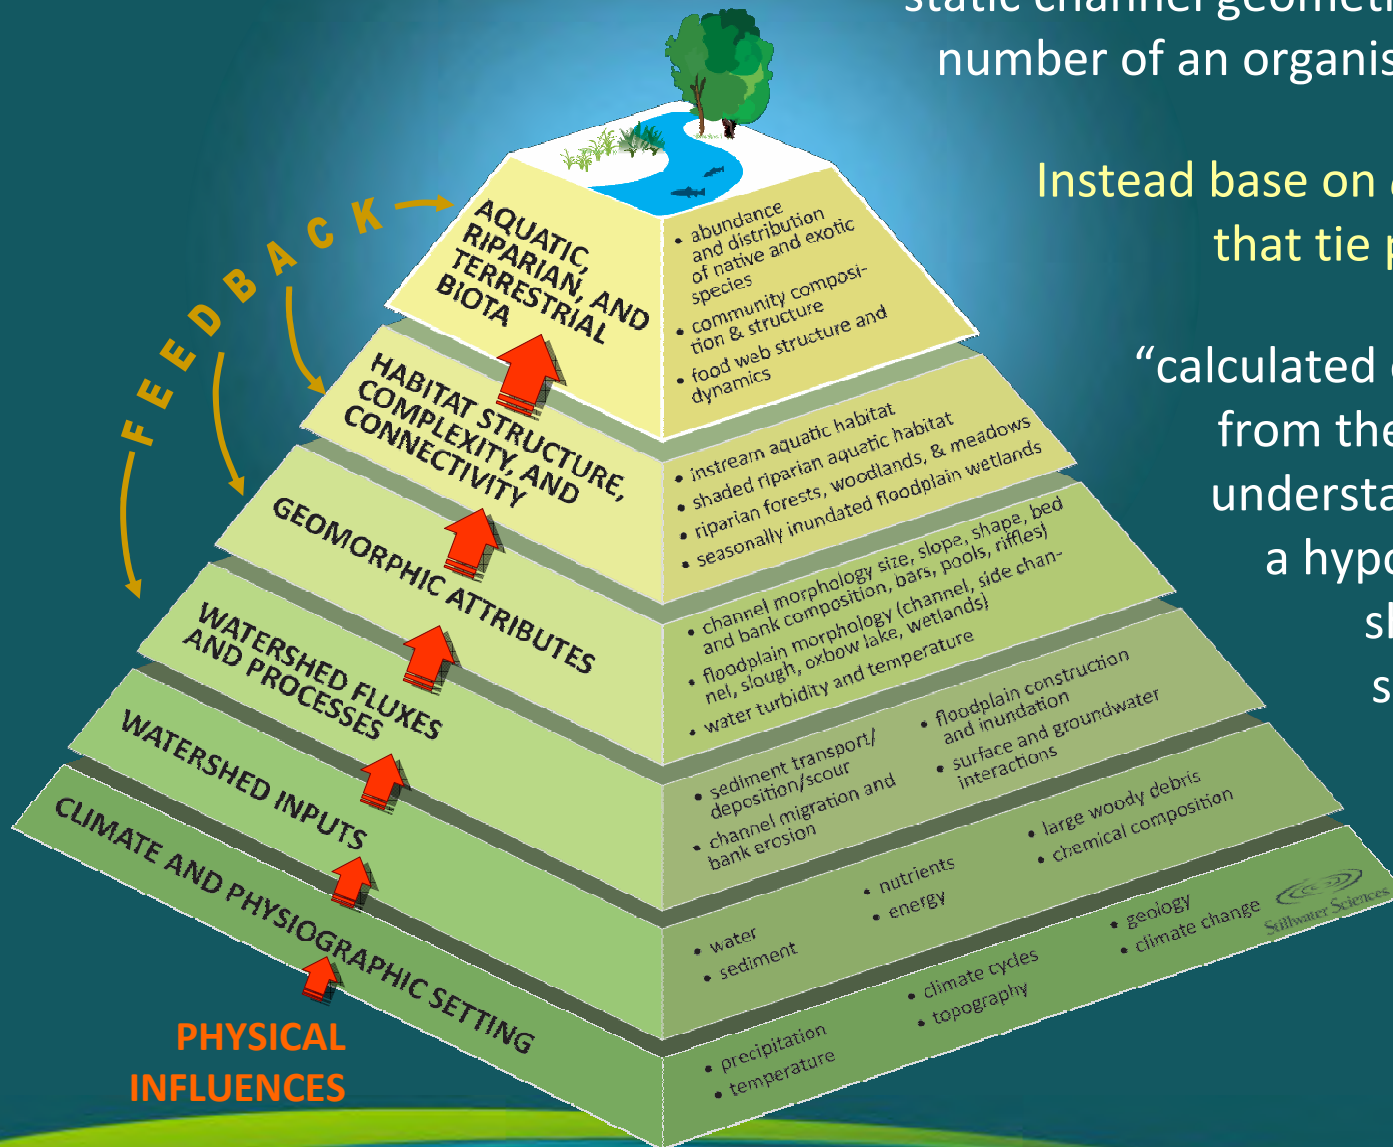 static channel geometr
number of an organis
Instead base on
that tie p
“calculated
from the
understa
a hypo
s
FEEDBACK
AQUATIC,
RIPARIAN, AND
TERRESTRIAL
BIOTA
• abundance
and distribution
of native and exotic
species
• community composi-
tion & structure
• food web structure and
dynamics
HABITAT STRUCTURE,
COMPLEXITY, AND
CONNECTIVITY
• instream aquatic habitat
• shaded riparian aquatic habitat
• riparian forests, woodlands, & meadows
• seasonally inundated floodplain wetlands
GEOMORPHIC ATTRIBUTES
• channel morphology size, slope, shape, bed
and bank composition, bars, pools, riffles)
• floodplain morphology (channel, side chan-
nel, slough, oxbow lake, wetlands)
• water turbidity and temperature
WATERSHED FLUXES
AND PROCESSES
• sediment transport/
deposition/scour
• channel migration and
bank erosion
• floodplain construction
and inundation
• surface and groundwater
interactions
WATERSHED INPUTS
• water
• sediment
• nutrients
• energy
• large woody debris
• chemical composition
CLIMATE AND PHYSIOGRAPHIC SETTING
• precipitation
• temperature
• climate cycles
• topography
• geology
• climate change
Stillwater Sciences
PHYSICAL
INFLUENCES